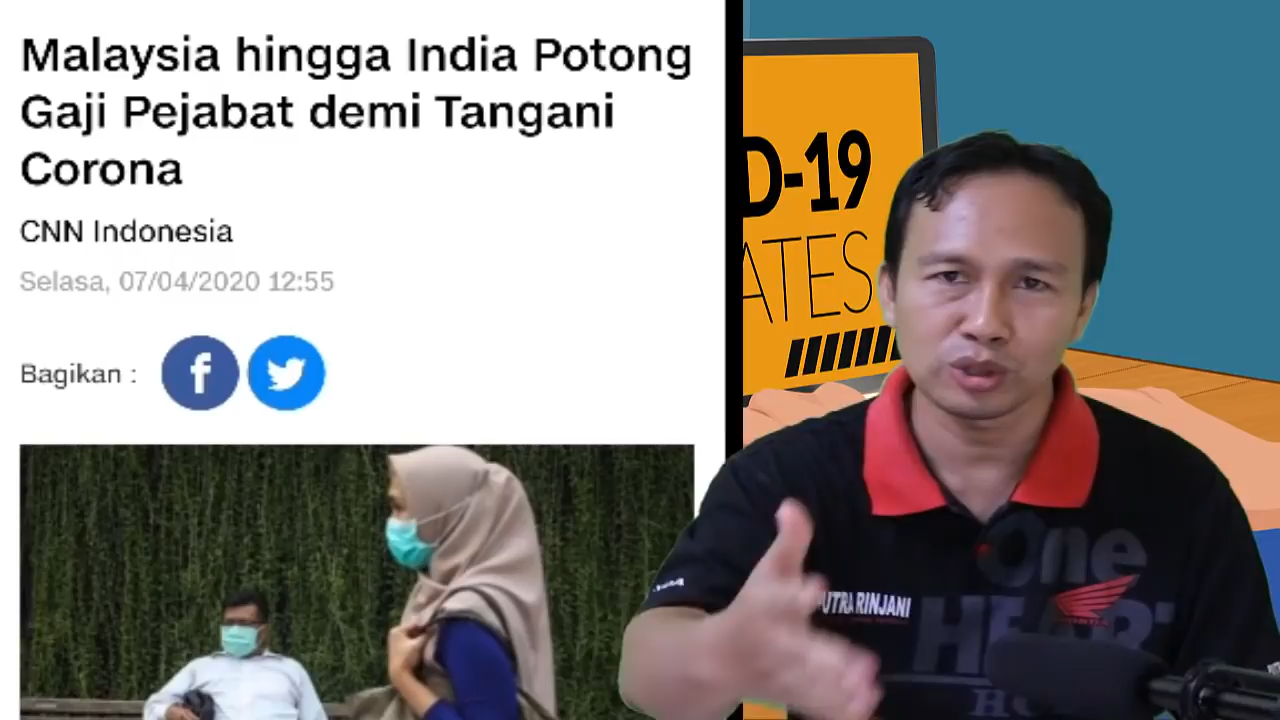 Malaysia hingga India Potong
Gaji Pejabat demi Tangani
Corona
CNN Indonesia
Selasa, 07/04/2020 12:55
Bagikan :
D-19
ATES
PUTRA RINJANI
One
HEART
HONDA